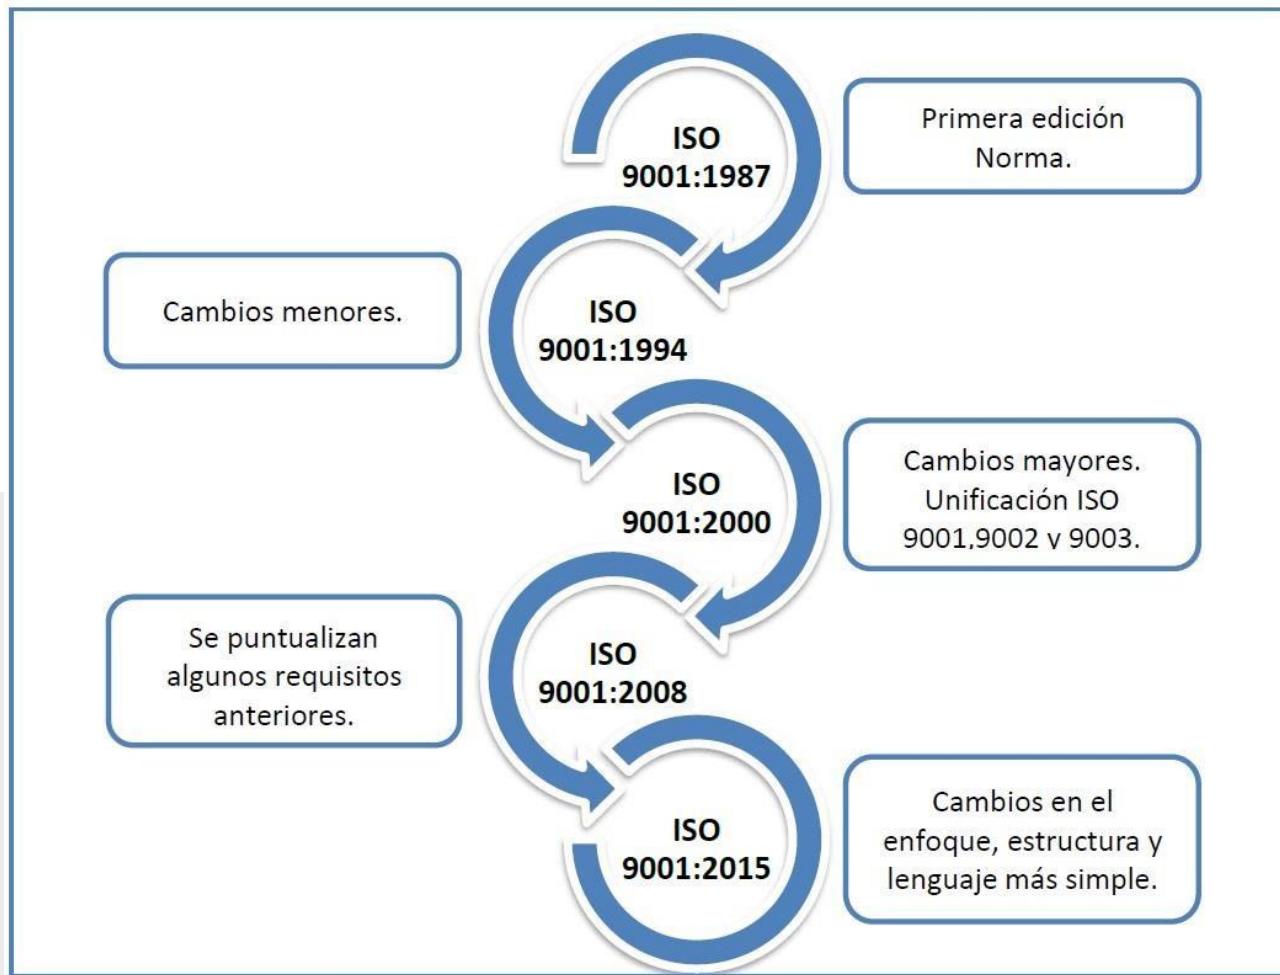 ISO
9001:1987
Primera edición
Norma.
Cambios menores.
ISO
9001:1994
ISO
9001:2000
Cambios mayores.
Unificación ISO
9001,9002 y 9003.
Se puntualizan
algunos requisitos
anteriores.
ISO
9001:2008
ISO
9001:2015
Cambios en el
enfoque, estructura y
lenguaje más simple.